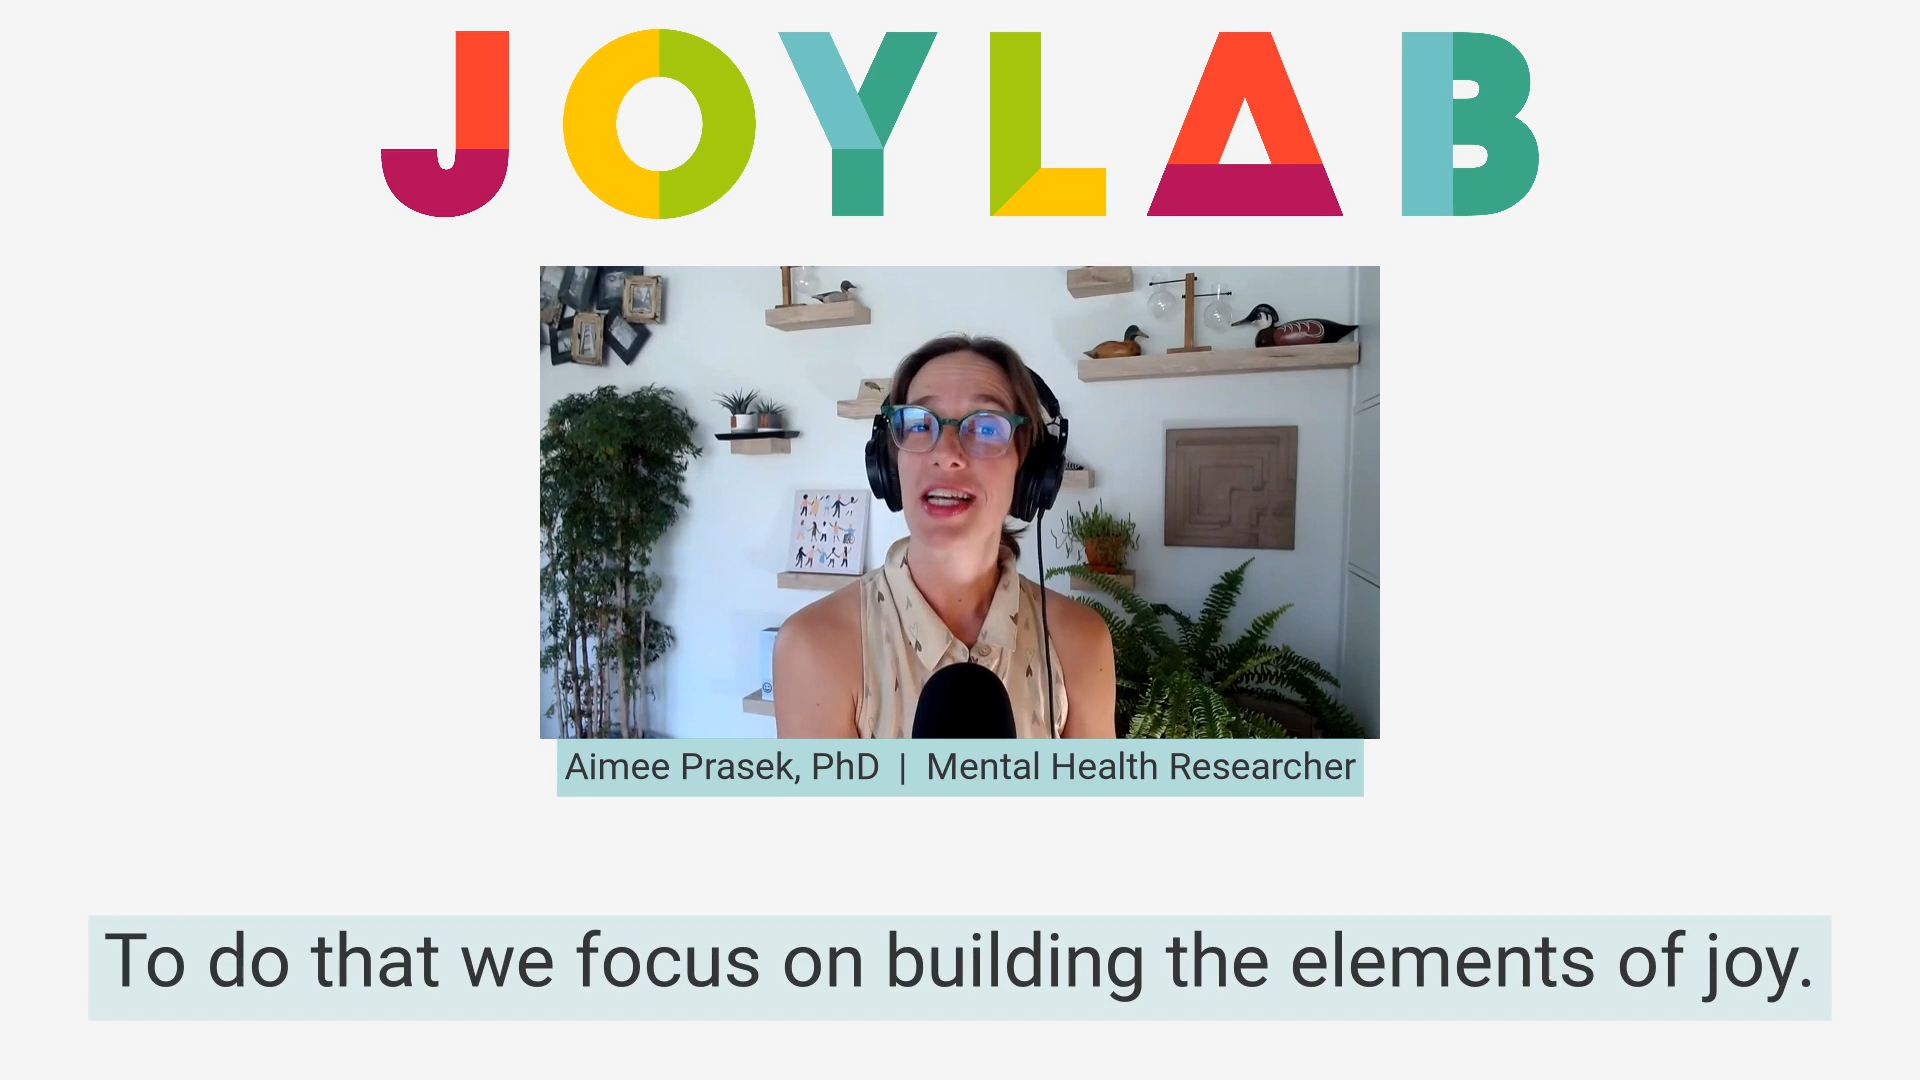 JOYLAB
Aimee Prasek, PhD | Mental Health Researcher
To do that we focus on building the elements of joy.